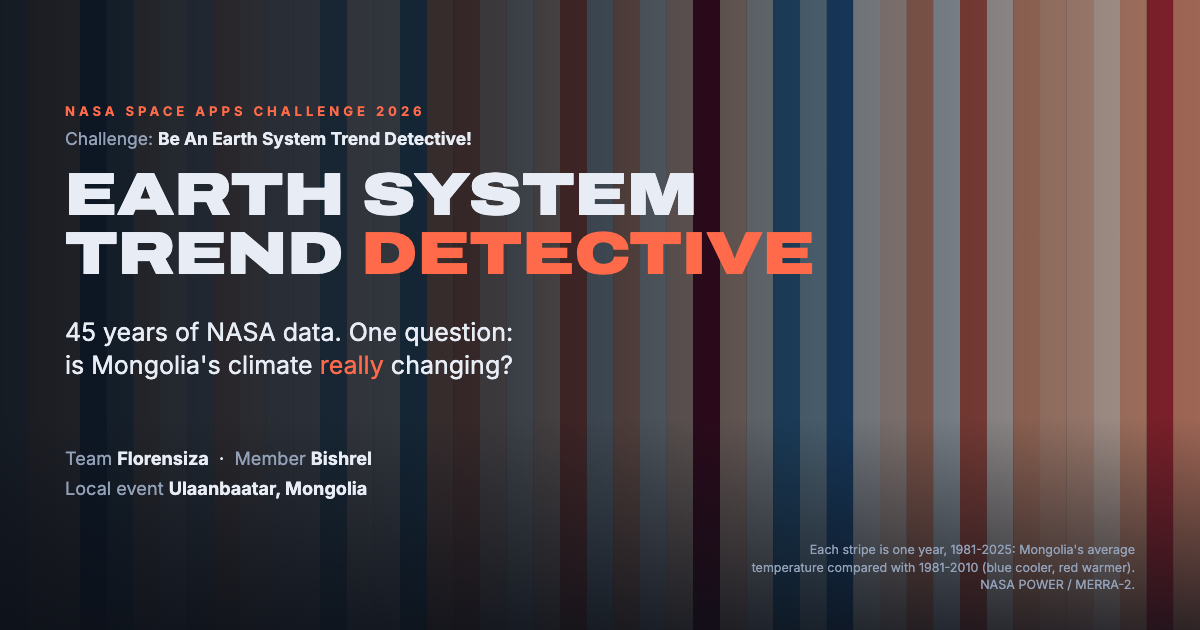 NASA SPACE APPS CHALLENGE 2026
Challenge: Be An Earth System Trend Detective!
EARTH SYSTEM
TREND DETECTIVE
45 years of NASA data. One question:
is Mongolia's climate really changing?
Team Florensiza · Member Bishrel
Local event Ulaanbaatar, Mongolia
Each stripe is one year, 1981-2025: Mongolia's average
temperature compared with 1981-2010 (blue cooler, red warmer).
NASA POWER / MERRA-2.